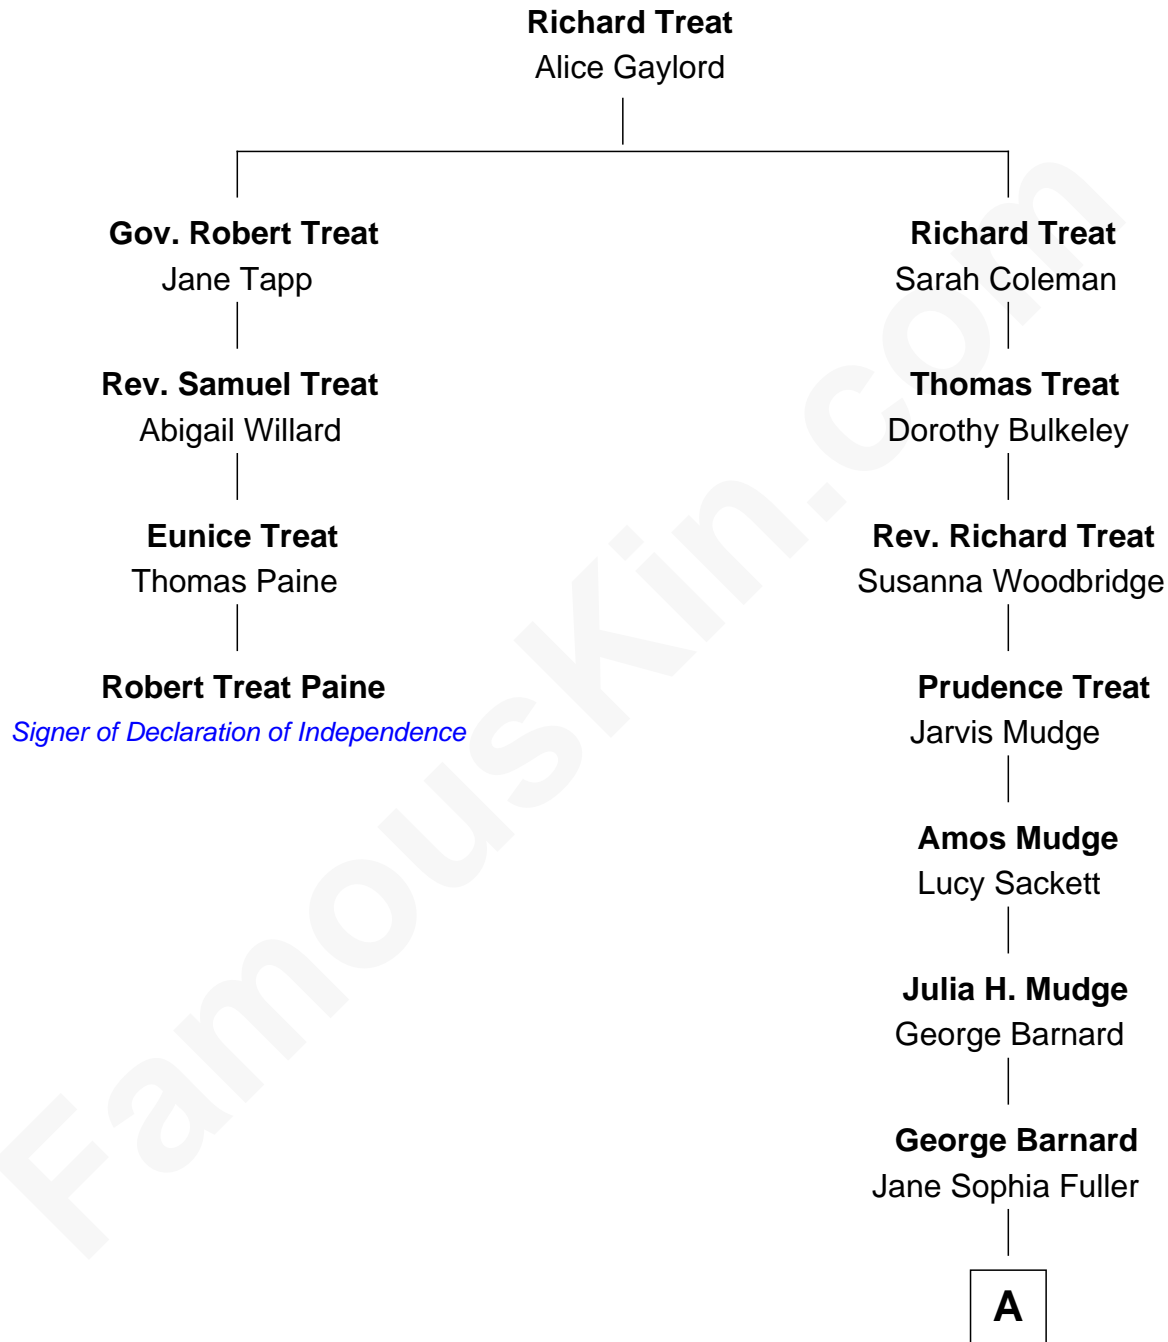 Richard Treat
Alice Gaylord
Gov. Robert Treat
Jane Tapp
Richard Treat
Sarah Coleman
Rev. Samuel Treat
Abigail Willard
Thomas Treat
Dorothy Bulkeley
Eunice Treat
Thomas Paine
Rev. Richard Treat
Susanna Woodbridge
Robert Treat Paine
Signer of Declaration of Independence
Prudence Treat
Jarvis Mudge
Amos Mudge
Lucy Sackett
Julia H. Mudge
George Barnard
George Barnard
Jane Sophia Fuller
A
FamousKin.com